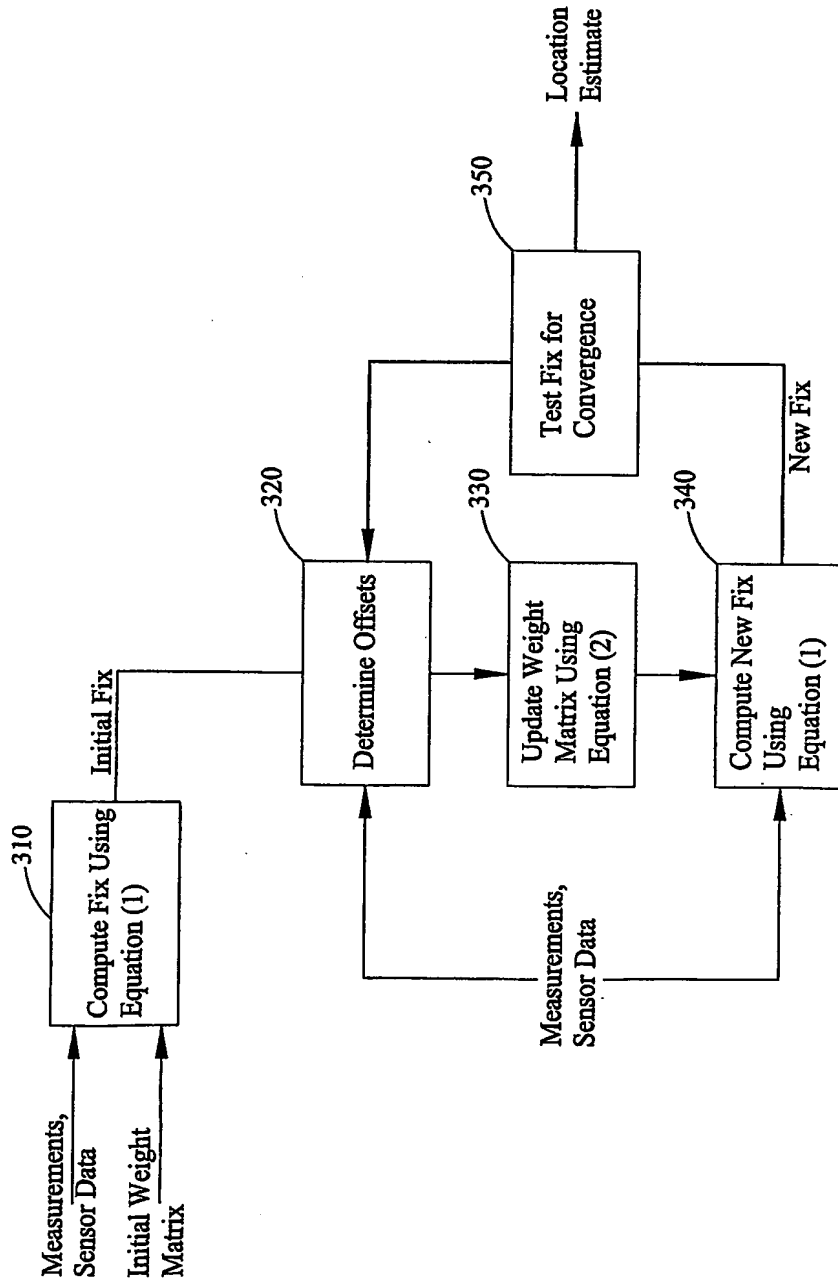 Measurements,
Sensor Data
Initial Weight
Matrix
310
Compute Fix Using
Equation (1)
Initial Fix
320
Determine Offsets
Measurements,
Sensor Data
330
Update Weight
Matrix Using
Equation (2)
340
Compute New Fix
Using
Equation (1)
New Fix
350
Test Fix for
Convergence
Location
Estimate